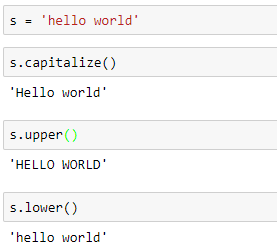 s = 'hello world'
s.capitalize()
'Hello world'
s.upper()
'HELLO WORLD'
s.lower()
'hello world'